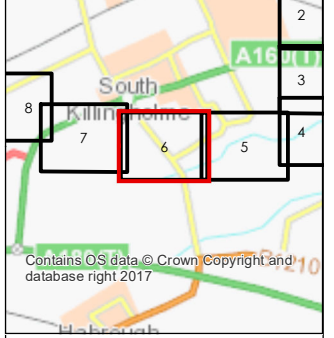 2
A160(T)
3
South
Killingholme
8
7
6
5
4
Contains OS data © Crown Copyright and
database right 2017
Habrough